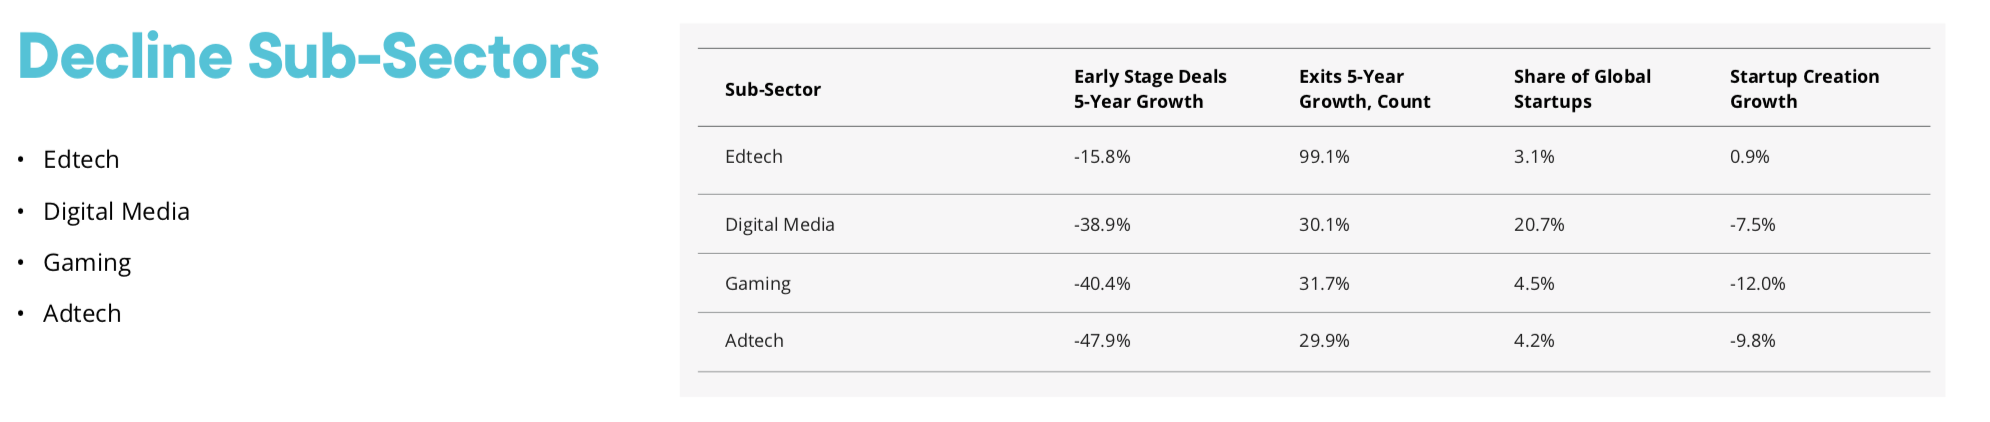 Decline Sub-Sectors
• Edtech
• Digital Media
• Gaming
• Adtech
Sub-Sector Early Stage Deals 5-Year Growth Exits 5-Year Growth, Count Share of Global Startups Startup Creation Growth
Edtech -15.8% 99.1% 3.1% 0.9%
Digital Media -38.9% 30.1% 20.7% -7.5%
Gaming -40.4% 31.7% 4.5% -12.0%
Adtech -47.9% 29.9% 4.2% -9.8%